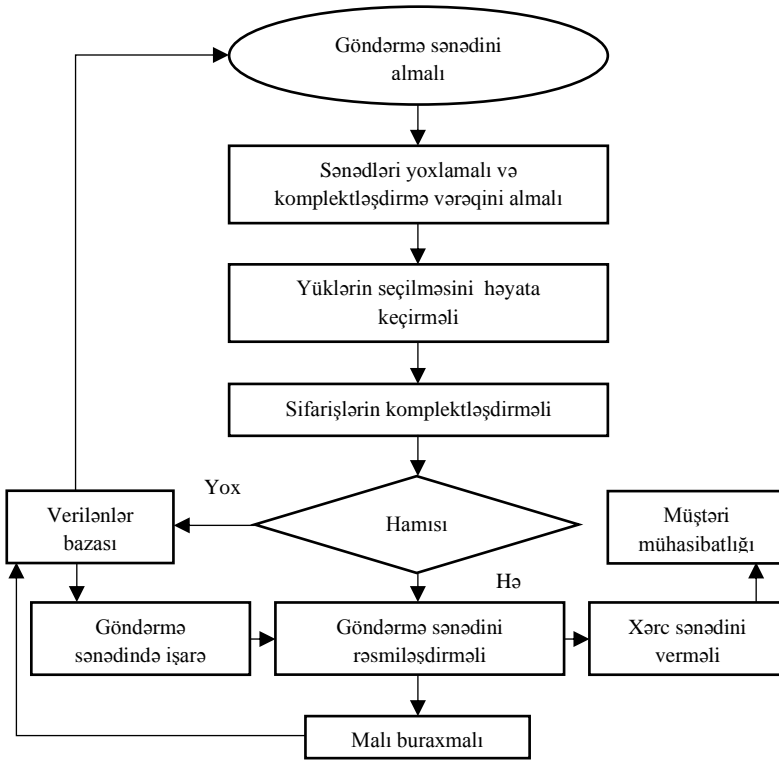 Göndərmə sənədini
almalı
Sənədləri yoxlamalı və
komplektləşdirmə vərəqini almalı
Yüklərin seçilməsini həyata
keçirməli
Sifarişlərin komplektləşdirməli
Yox
Verilənlər
bazası
Hamısı
Müştəri
mühasibatlığı
Hə
Göndərmə
sənədində işarə
Göndərmə sənədini
rəsmiləşdirməli
Xərc sənədini
verməli
Malı buraxmalı